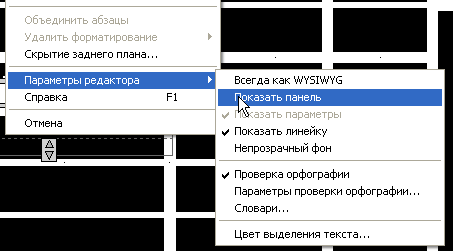 Объединить абзацы
Удалить форматирование
Скрытие заднего плана...
Параметры редактора
Справка F1
Отмена
Всегда как WYSIWYG
Показать панель
Показать параметры
Показать линейку
Непрозрачный фон
Проверка орфографии
Параметры проверки орфографии...
Словари...
Цвет выделения текста...